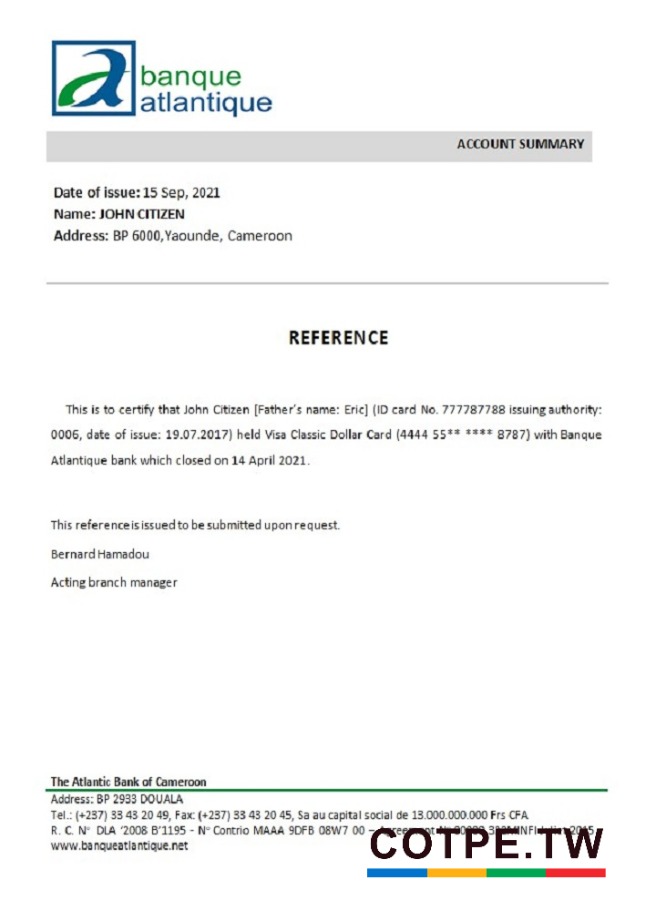 banque
atlantique
ACCOUNT SUMMARY
Date of issue: 15 Sep, 2021
Name: JOHN CITIZEN
Address: BP 6000,Yaounde, Cameroon
REFERENCE
This is to certify that John Citizen [Father's name: Eric] (ID card No. 777787788 issuing authority:
0006, date of issue: 19.07.2017) held Visa Classic Dollar Card (4444 55** **** 8787) with Banque
Atlantique bank which closed on 14 April 2021.
This reference is issued to be submitted upon request.
Bernard Hamadou
Acting branch manager
The Atlantic Bank of Cameroon
Address: BP 2933 DOUALA
Tel.: (+237) 33 43 20 49, Fax: (+237) 33 43 20 45, Sa au capital social de 13.000.000.000 Frs CFA
R. C. N° DLA '2008 B'1195 - N° Contrio MAAA 9DFB 08W7 00 –
www.banqueatlantique.net
COTPE.TW